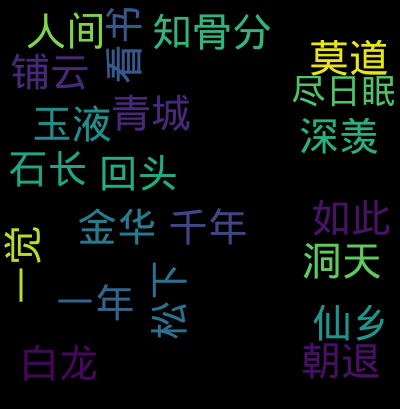 人间
看书
知骨分
莫道
铺云
尽日眠
青城
玉液
深羡
石长
回头
如此
金华
千年
一克
洞天
一年
松下
仙乡
白龙
朝退